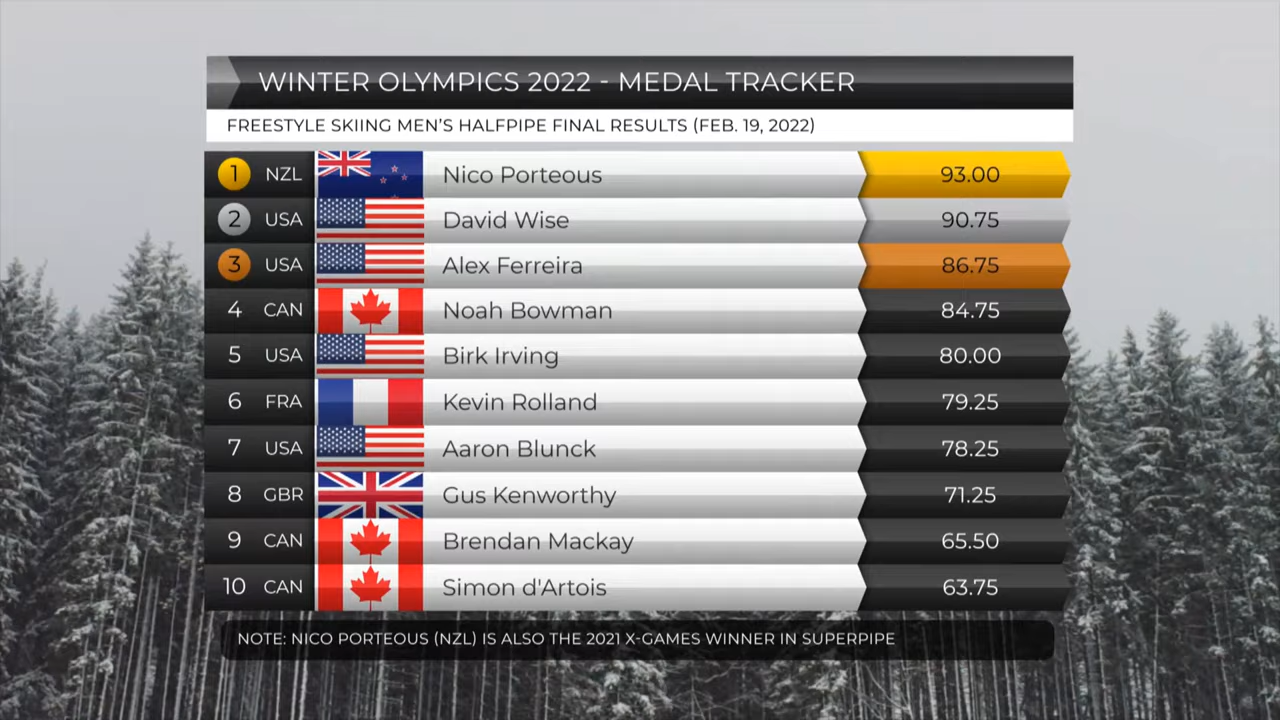 WINTER OLYMPICS 2022 - MEDAL TRACKER
FREESTYLE SKIING MEN'S HALFPIPE FINAL RESULTS (FEB. 19, 2022)
1 NZL Nico Porteous 93.00
2 USA David Wise 90.75
3 USA Alex Ferreira 86.75
4 CAN Noah Bowman 84.75
5 USA Birk Irving 80.00
6 FRA Kevin Rolland 79.25
7 USA Aaron Blunck 78.25
8 GBR Gus Kenworthy 71.25
9 CAN Brendan Mackay 65.50
10 CAN Simon d'Artois 63.75
NOTE: NICO PORTEOUS (NZL) IS ALSO THE 2021 X-GAMES WINNER IN SUPERPIPE